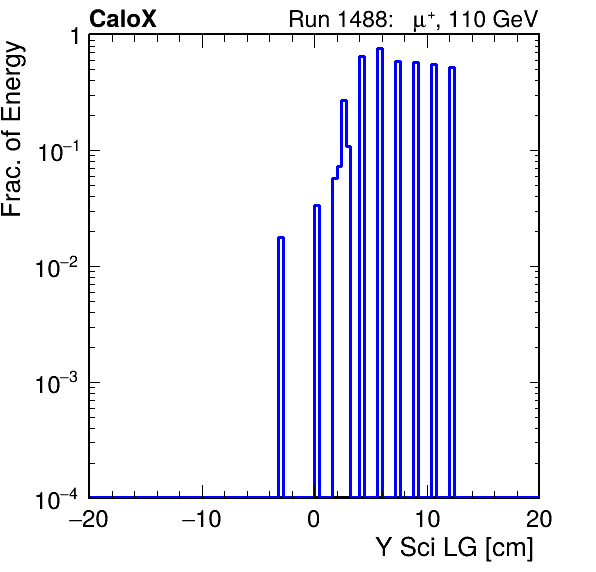 CaloX Run 1488: μ⁺, 110 GeV
Frac. of Energy
1
10⁻¹
10⁻²
10⁻³
10⁻⁴
−20 −10 0 10 20
Y Sci LG [cm]